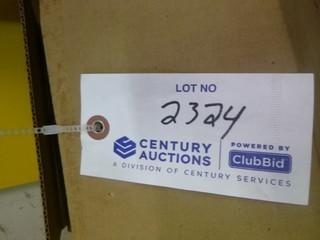 LOT NO
2324
CENTURY
AUCTIONS
POWERED BY
ClubBid
A DIVISION OF CENTURY SERVICES